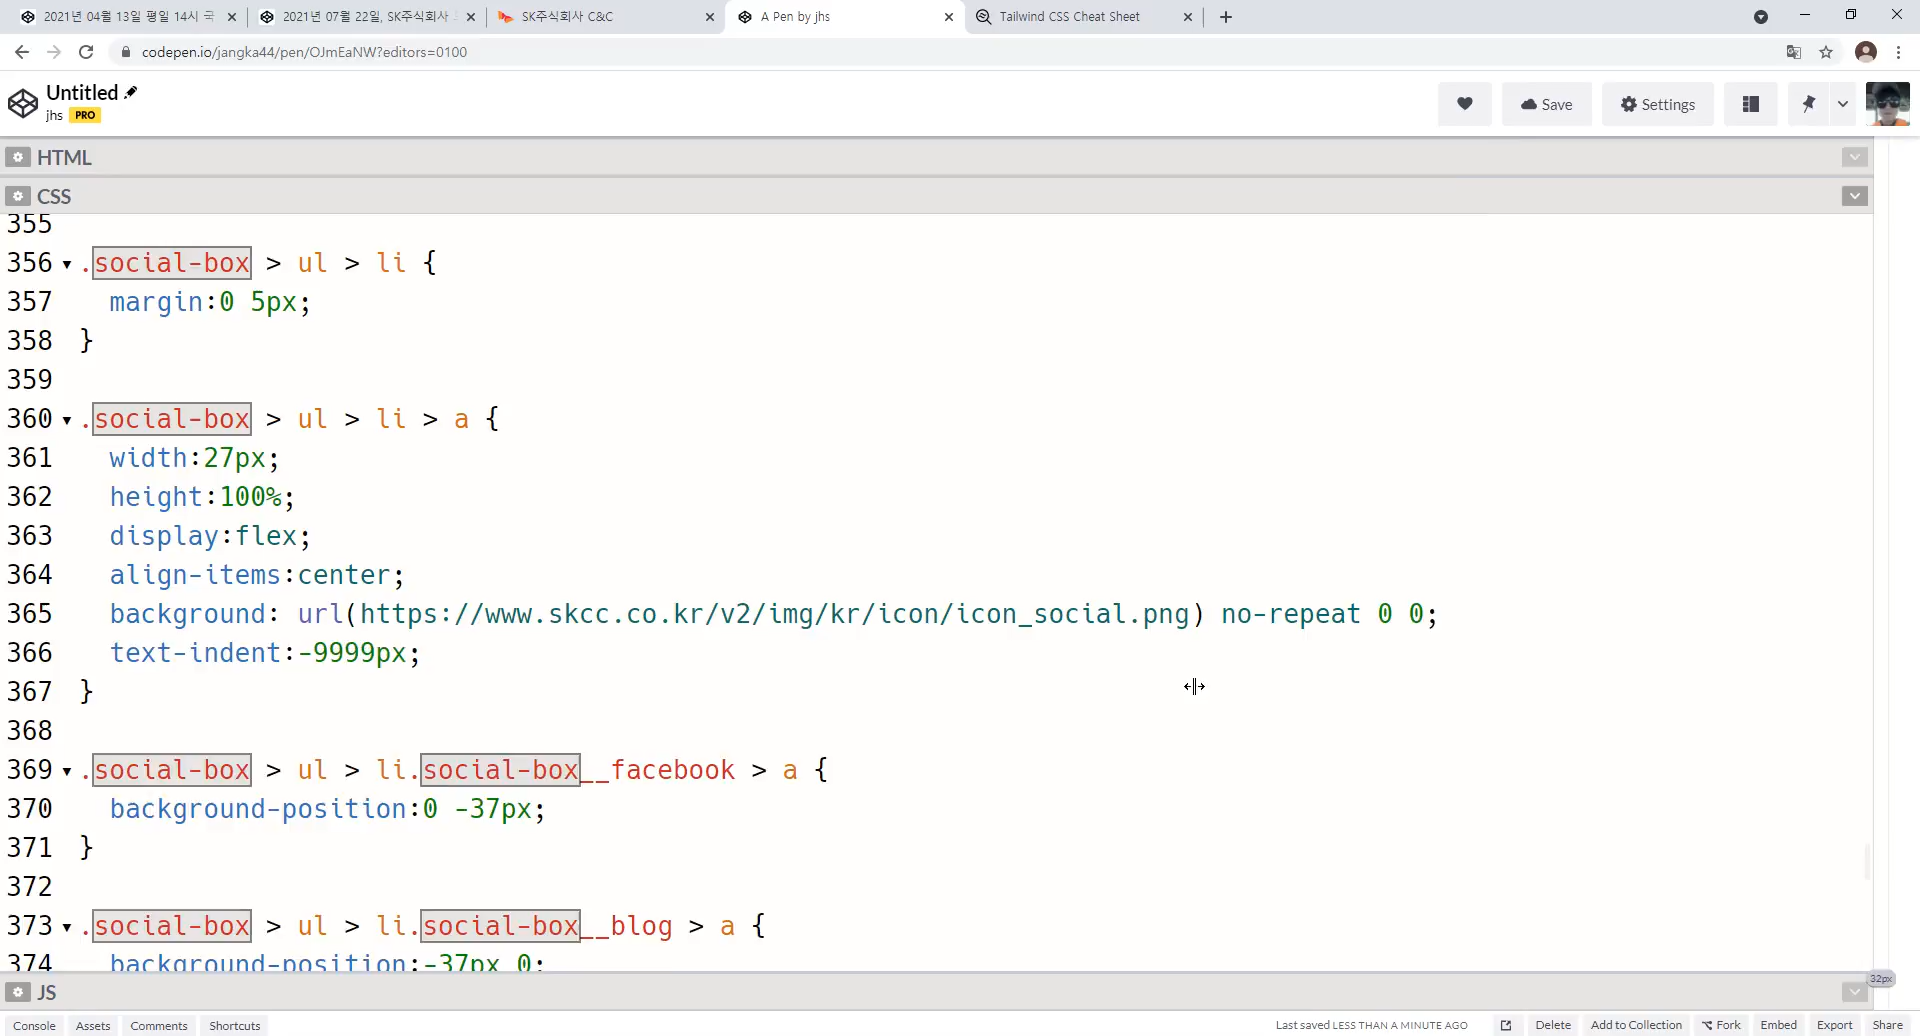 2021년 04월 13일 평일 14시 국
2021년 07월 22일, SK주식회사
SK주식회사 C&C
A Pen by jhs
Tailwind CSS Cheat Sheet
codepen.io/jangka44/pen/OJmEaNW?editors=0100
Untitled
jhs PRO
Save
Settings
HTML
CSS
355
356 .social-box > ul > li {
357 margin:0 5px;
358 }
359
360 .social-box > ul > li > a {
361 width:27px;
362 height:100%;
363 display:flex;
364 align-items:center;
365 background: url(https://www.skcc.co.kr/v2/img/kr/icon/icon_social.png) no-repeat 0 0;
366 text-indent:-9999px;
367 }
368
369 .social-box > ul > li.social-box__facebook > a {
370 background-position:0 -37px;
371 }
372
373 .social-box > ul > li.social-box__blog > a {
374 background-position:-37px 0;
32px
JS
Console Assets Comments Shortcuts Last saved LESS THAN A MINUTE AGO Delete Add to Collection Fork Embed Export Share